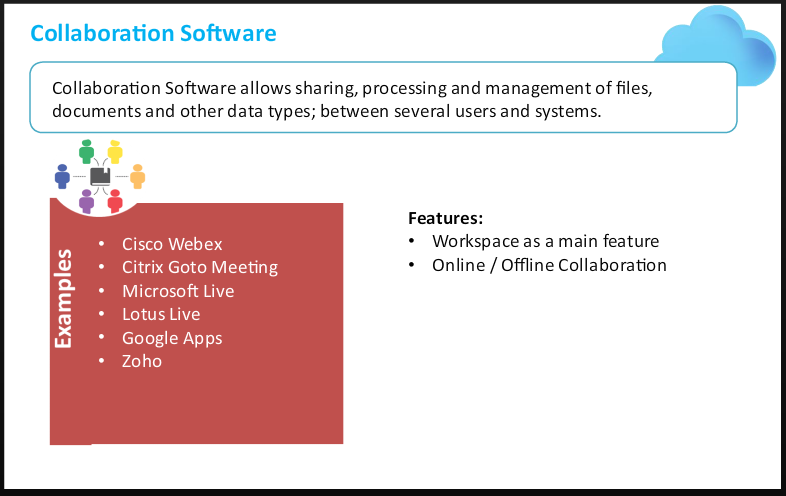 Collaboration Software
Collaboration Software allows sharing, processing and management of files,
documents and other data types; between several users and systems.
Examples
• Cisco Webex
• Citrix Goto Meeting
• Microsoft Live
• Lotus Live
• Google Apps
• Zoho
Features:
• Workspace as a main feature
• Online / Offline Collaboration